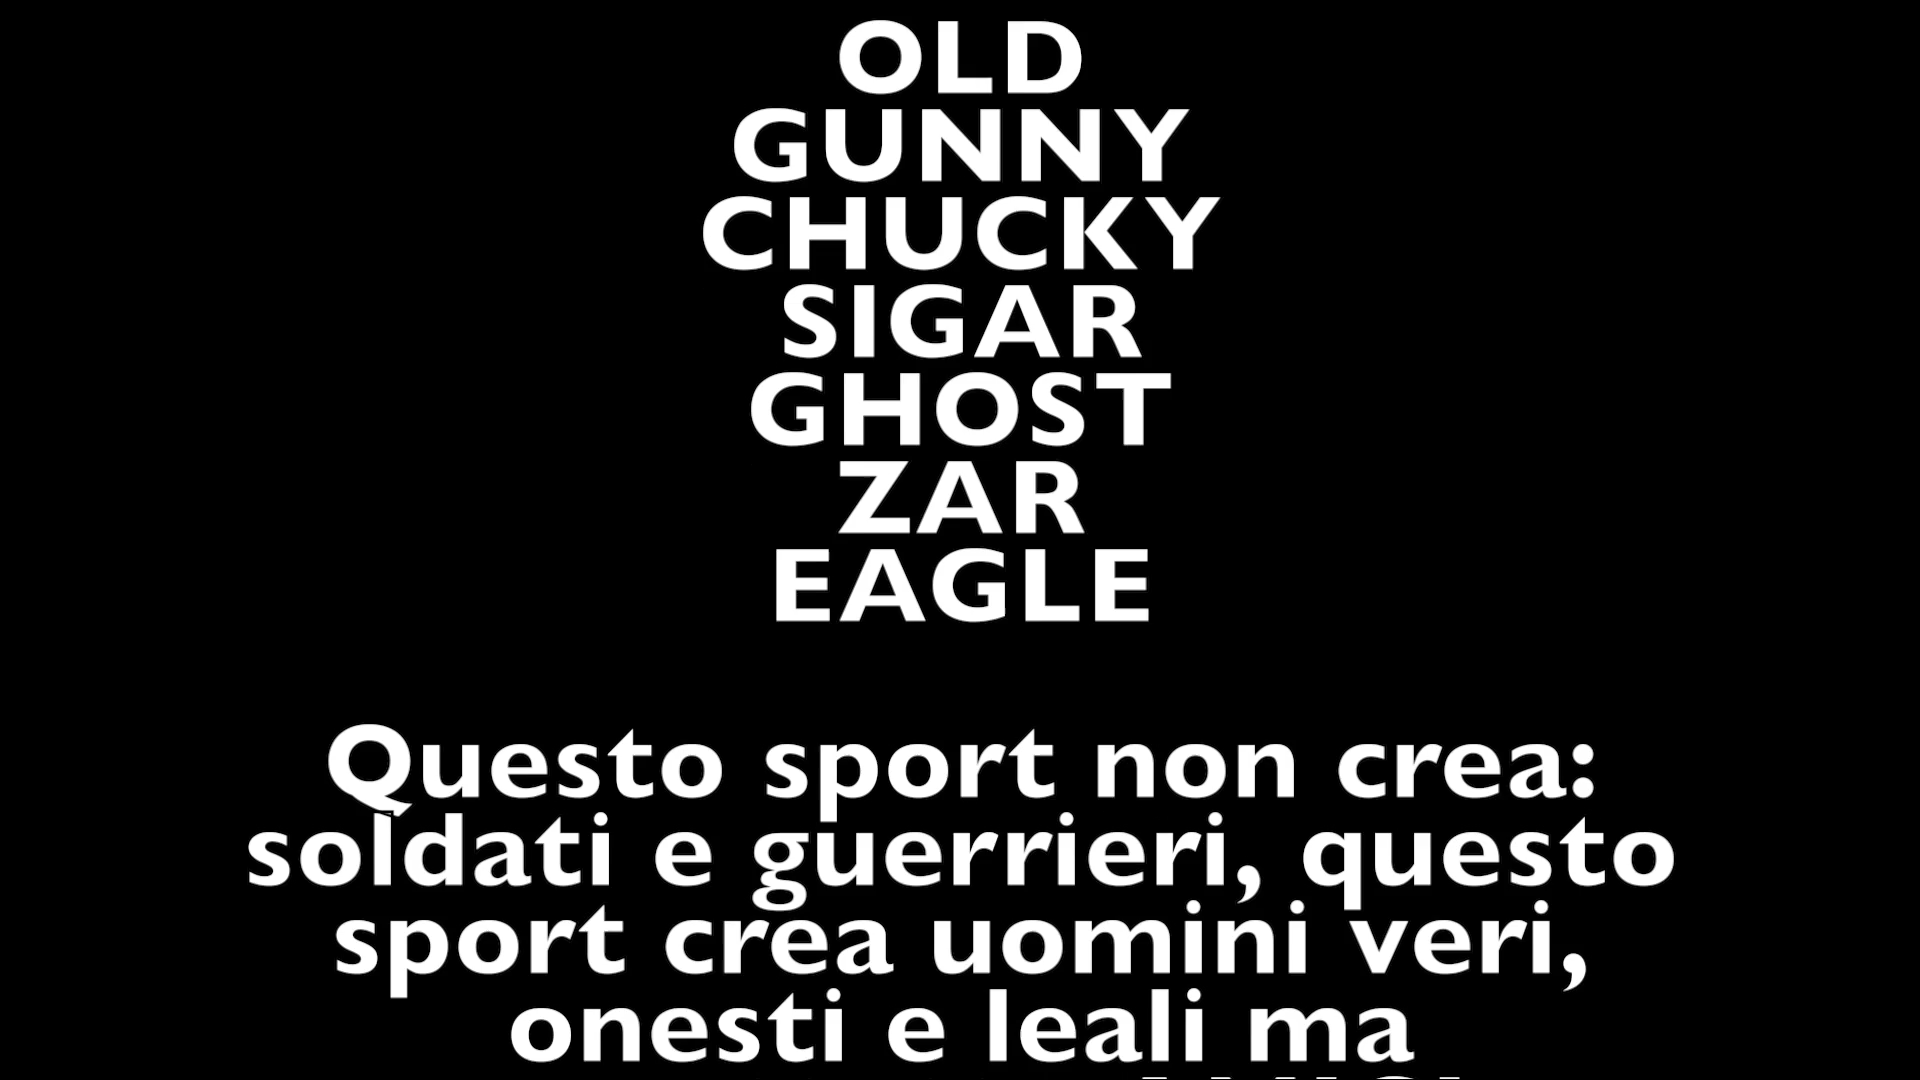 OLD
GUNNY
CHUCKY
SIGAR
GHOST
ZAR
EAGLE
Questo sport non crea:
soldati e guerrieri, questo
sport crea uomini veri,
onesti e leali ma